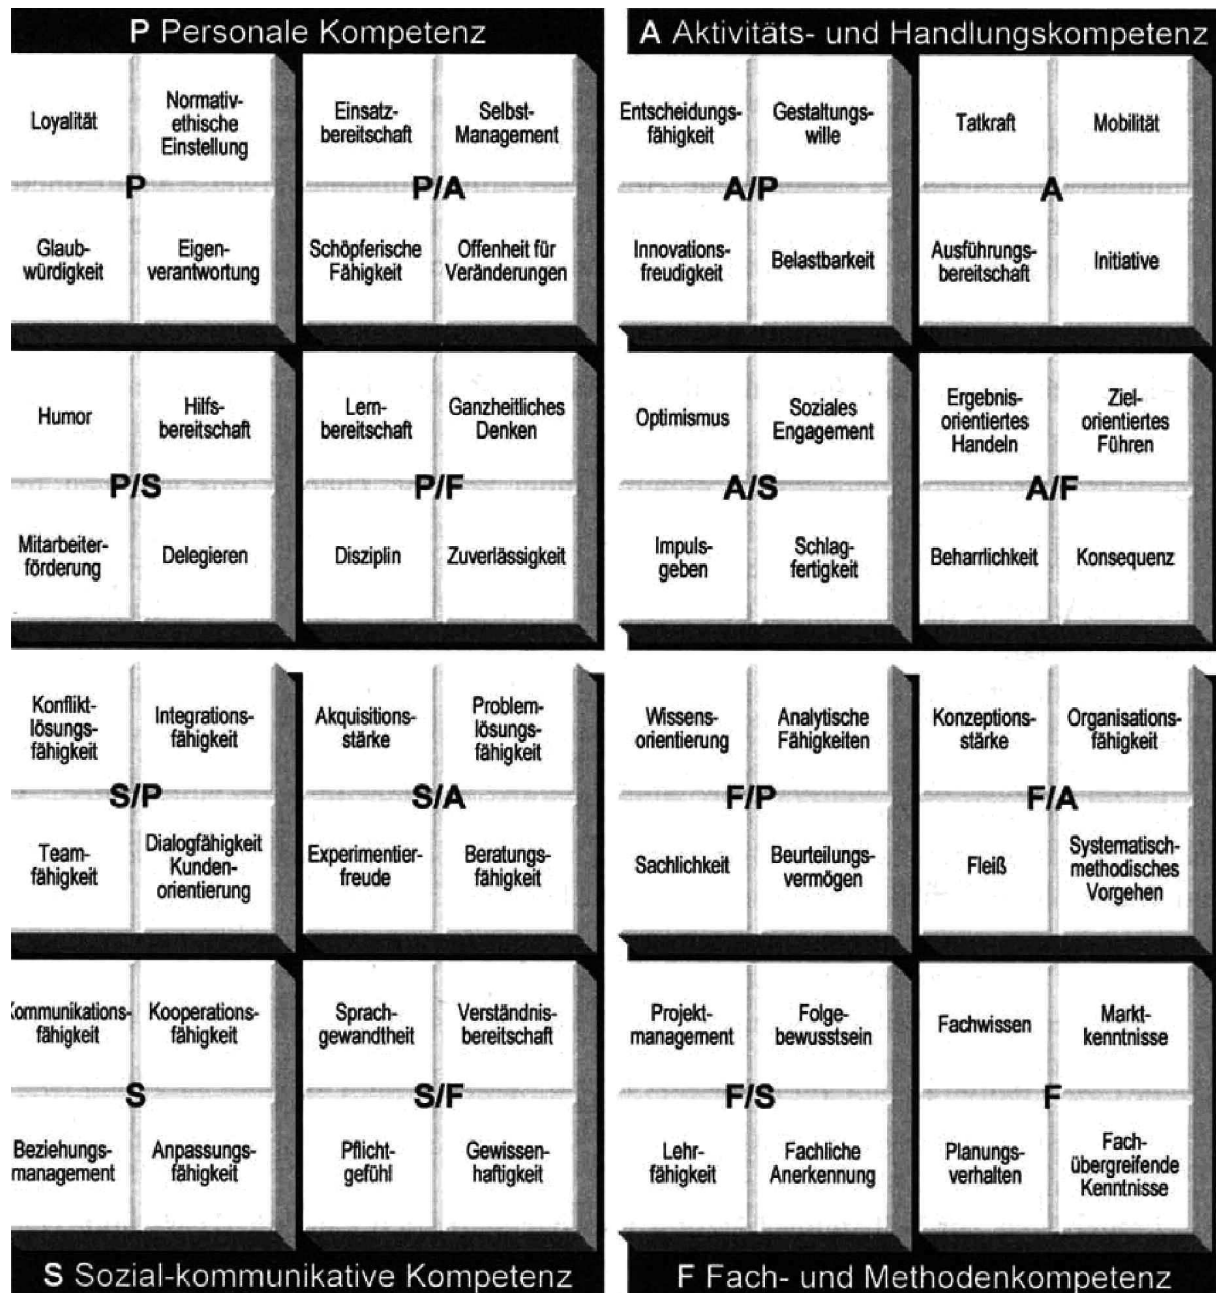 P Personale Kompetenz
Loyalität
Normativ-
ethische
Einstellung
P
Glaub-
würdigkeit
Eigen-
verantwortung
Einsatz-
bereitschaft
Selbst-
Management
P/A
Schöpferische
Fähigkeit
Offenheit für
Veränderungen
Humor
Hilfs-
bereitschaft
P/S
Mitarbeiter-
förderung
Delegieren
Lern-
bereitschaft
Ganzheitliches
Denken
P/F
Disziplin
Zuverlässigkeit
A Aktivitäts- und Handlungskompetenz
Entscheidungs-
fähigkeit
Gestaltungs-
wille
A/P
Innovations-
freudigkeit
Belastbarkeit
Tatkraft
Mobilität
A
Ausführungs-
bereitschaft
Initiative
Optimismus
Soziales
Engagement
A/S
Impuls-
geben
Schlag-
fertigkeit
Ergebnis-
orientiertes
Handeln
Ziel-
orientiertes
Führen
A/F
Beharrlichkeit
Konsequenz
Konflikt-
lösungs-
fähigkeit
Integrations-
fähigkeit
S/P
Team-
fähigkeit
Dialogfähigkeit
Kunden-
orientierung
Akquisitions-
stärke
Problem-
lösungs-
fähigkeit
S/A
Experimentier-
freude
Beratungs-
fähigkeit
Kommunikations-
fähigkeit
Kooperations-
fähigkeit
S
Beziehungs-
management
Anpassungs-
fähigkeit
Sprach-
gewandtheit
Verständnis-
bereitschaft
S/F
Pflicht-
gefühl
Gewissen-
haftigkeit
S Sozial-kommunikative Kompetenz
Wissens-
orientierung
Analytische
Fähigkeiten
F/P
Sachlichkeit
Beurteilungs-
vermögen
Konzeptions-
stärke
Organisations-
fähigkeit
F/A
Fleiß
Systematisch-
methodisches
Vorgehen
Projekt-
management
Folge-
bewusstsein
F/S
Lehr-
fähigkeit
Fachliche
Anerkennung
Fachwissen
Markt-
kenntnisse
F
Planungs-
verhalten
Fach-
übergreifende
Kenntnisse
F Fach- und Methodenkompetenz